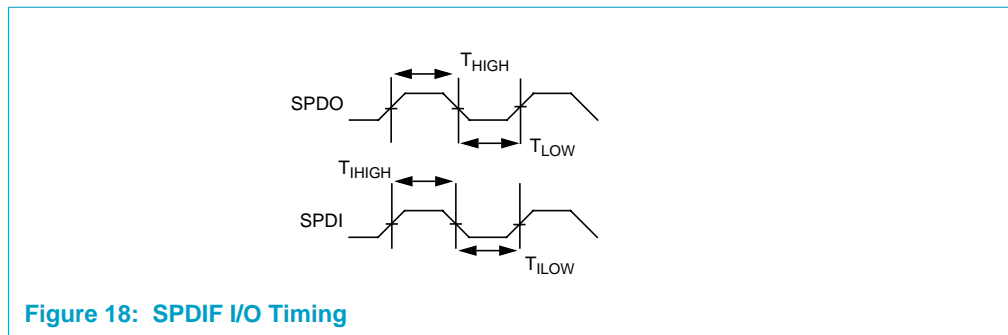 THIGH
SPDO
TLOW
TIHIGH
SPDI
TILOW
Figure 18: SPDIF I/O Timing